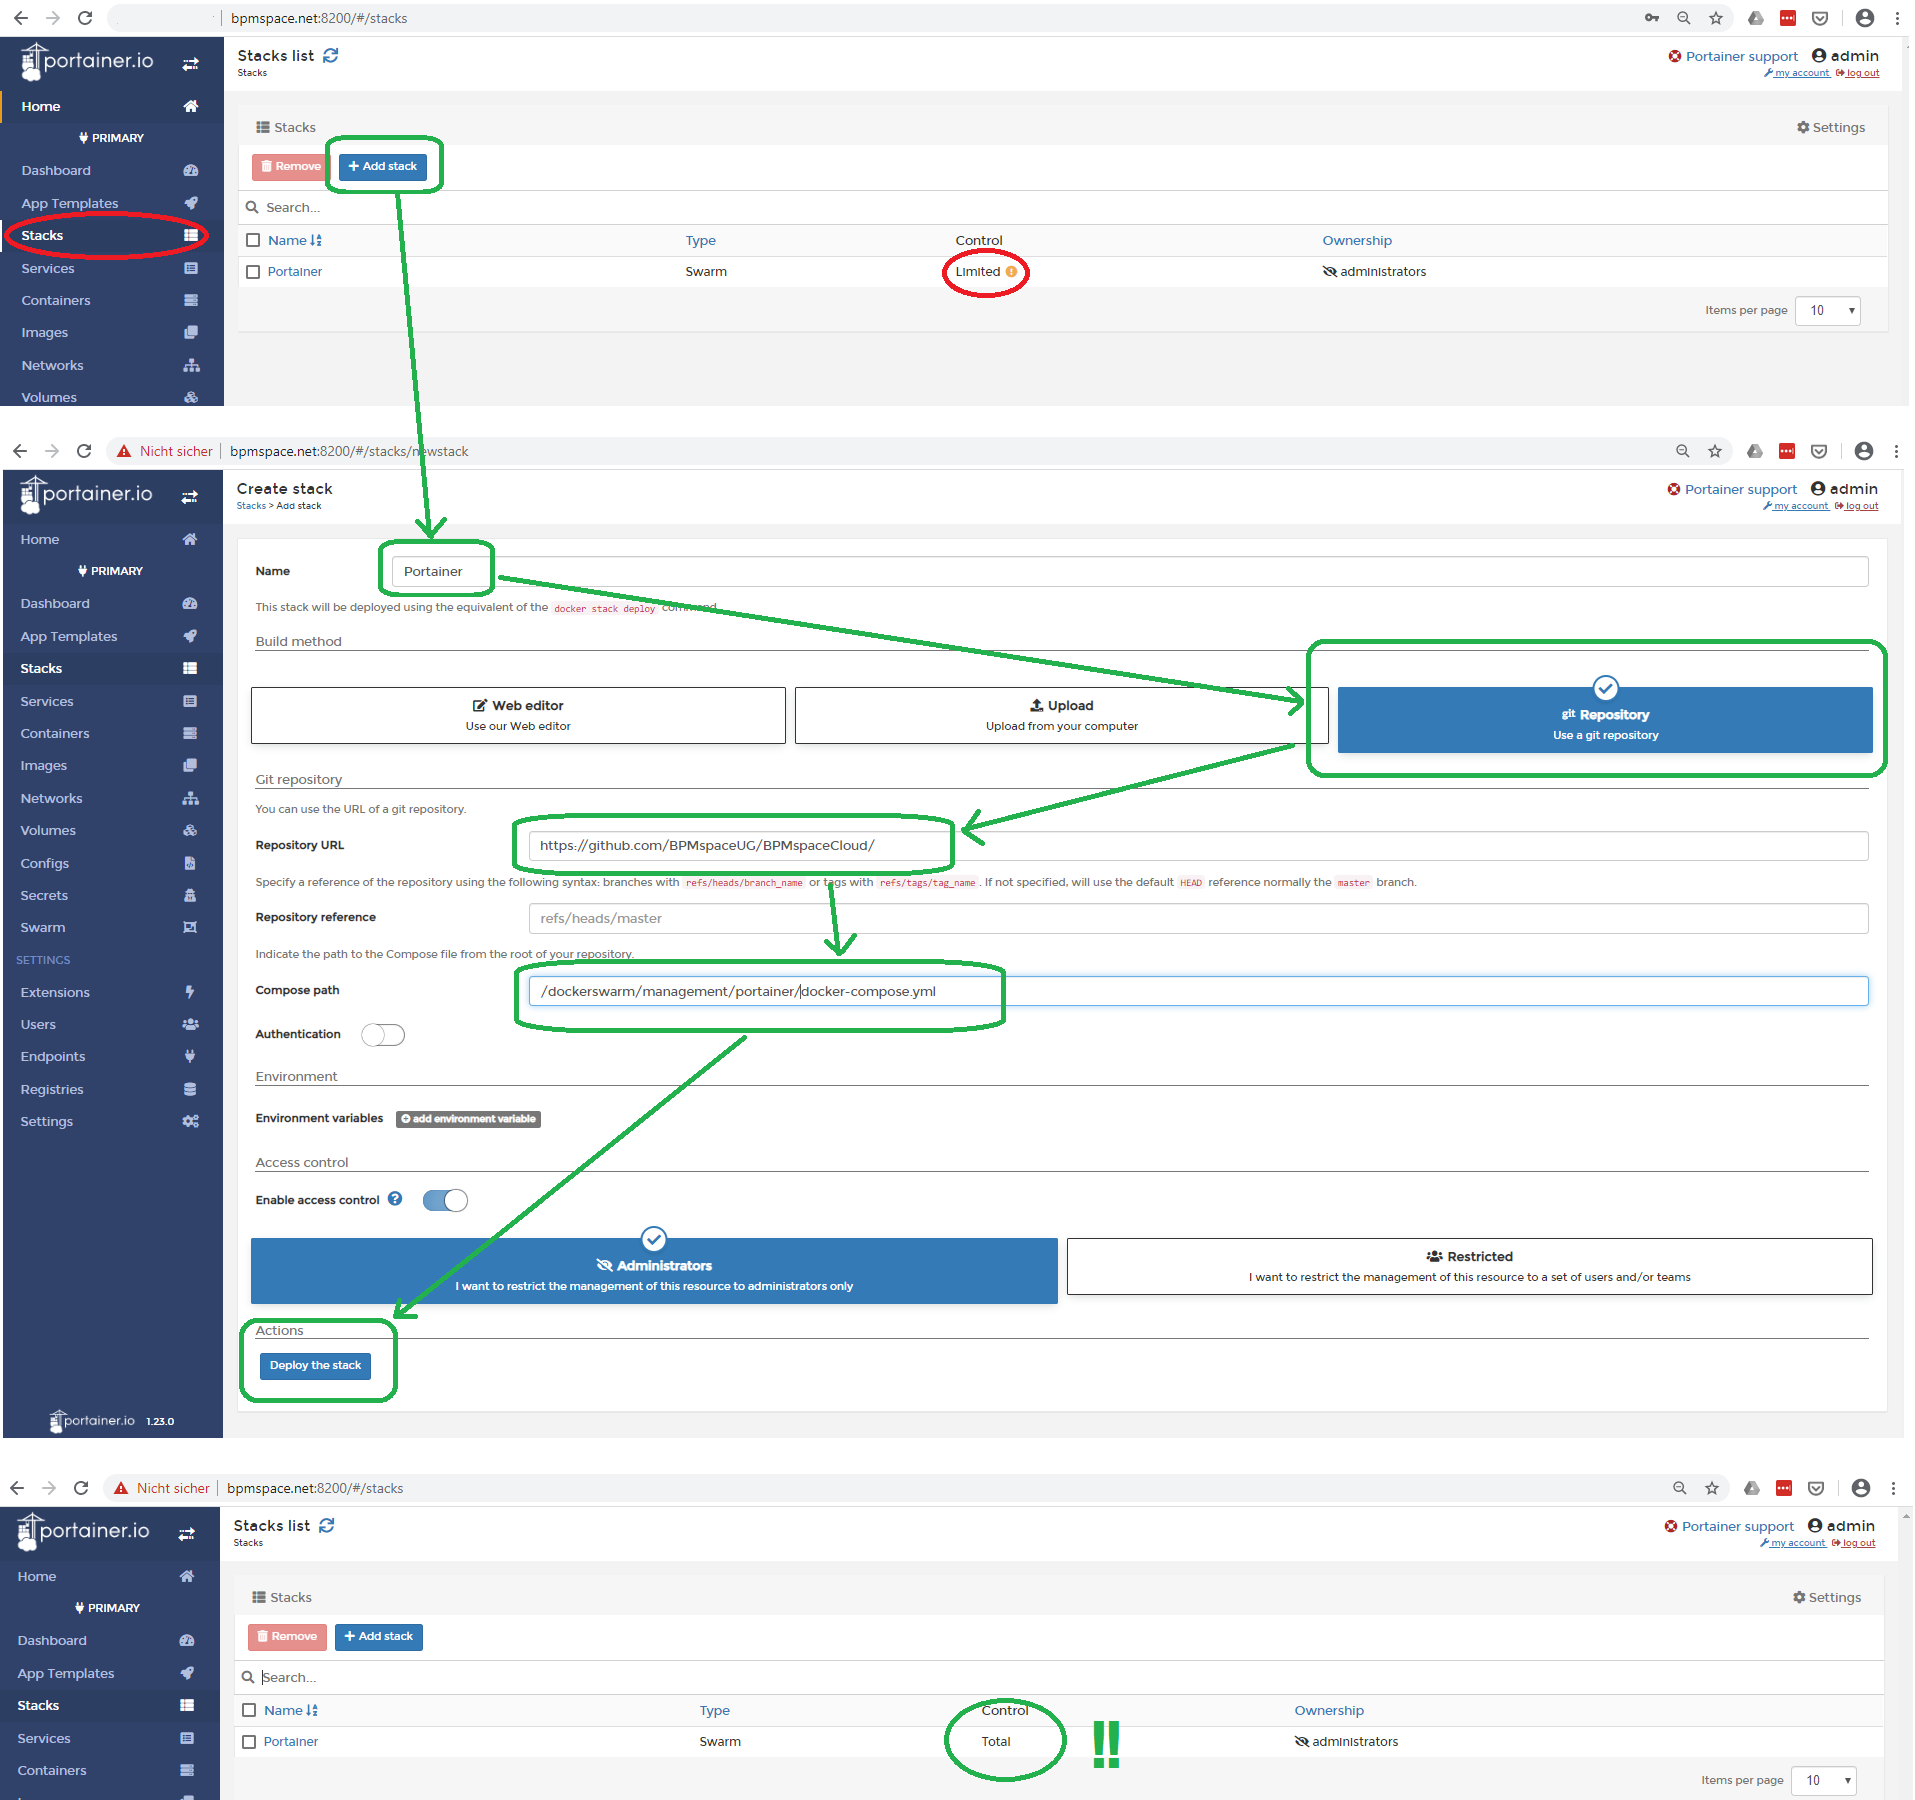 bpmspace.net:8200/#/stacks
portainer.io
Stacks list
Portainer support admin
Stacks
my account log out
Home
PRIMARY
Stacks
Settings
Dashboard
Remove
Add stack
App Templates
Search...
Stacks
Name Type Control Ownership
Services
Portainer Swarm Limited administrators
Containers
Items per page 10
Images
Networks
Volumes
Nicht sicher bpmspace.net:8200/#/stacks/newstack
portainer.io
Create stack
Portainer support admin
Stacks > Add stack
my account log out
Home
PRIMARY
Name Portainer
Dashboard
This stack will be deployed using the equivalent of the docker stack deploy command.
App Templates
Build method
Stacks
Services
Web editor
Use our Web editor
Upload
Upload from your computer
git Repository
Use a git repository
Containers
Images
Git repository
Networks
You can use the URL of a git repository.
Volumes
Repository URL https://github.com/BPMspaceUG/BPMspaceCloud/
Configs
Specify a reference of the repository using the following syntax: branches with refs/heads/branch_name or tags with refs/tags/tag_name. If not specified, will use the default HEAD reference normally the master branch.
Secrets
Repository reference refs/heads/master
Swarm
Indicate the path to the Compose file from the root of your repository.
SETTINGS
Compose path /dockerswarm/management/portainer/docker-compose.yml
Extensions
Users
Authentication
Endpoints
Environment
Registries
Environment variables add environment variable
Settings
Access control
Enable access control
Administrators
I want to restrict the management of this resource to administrators only
Restricted
I want to restrict the management of this resource to a set of users and/or teams
Actions
Deploy the stack
portainer.io 1.23.0
Nicht sicher bpmspace.net:8200/#/stacks
portainer.io
Stacks list
Portainer support admin
Stacks
my account log out
Home
PRIMARY
Stacks
Settings
Dashboard
Remove
Add stack
App Templates
Search...
Stacks
Name Type Control Ownership
Services
Portainer Swarm Total administrators
!!
Containers
Items per page 10